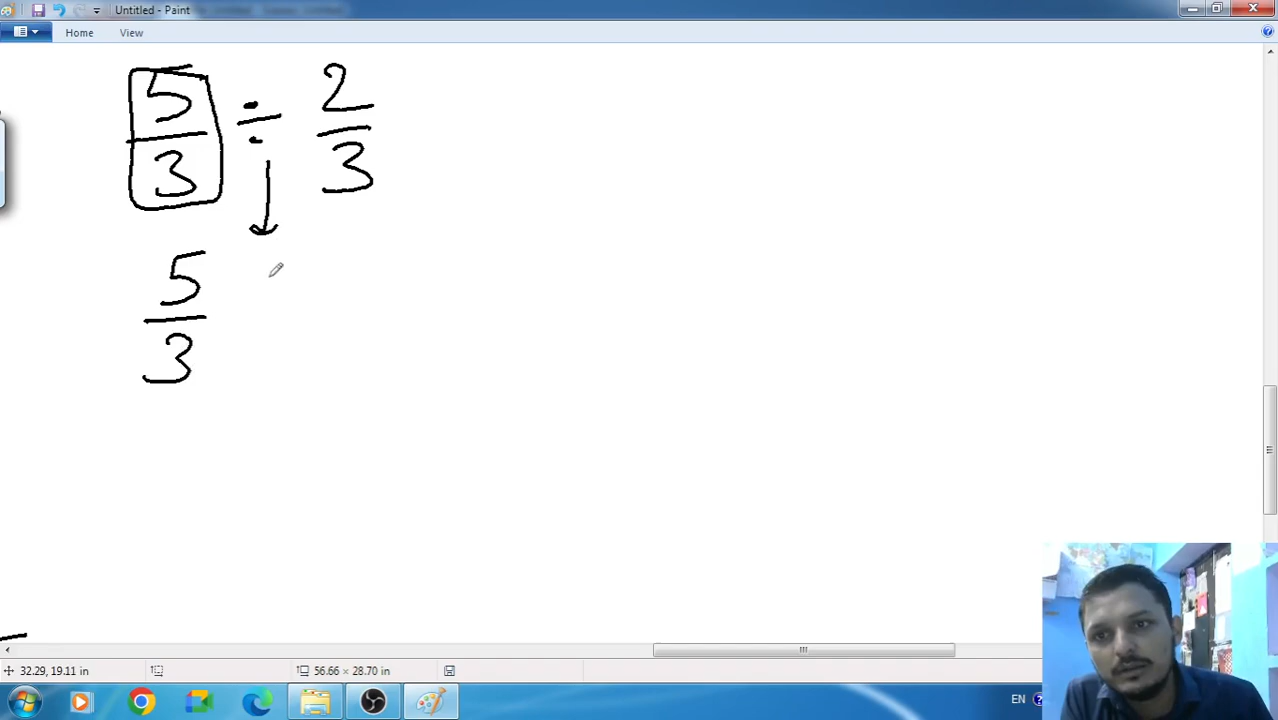 Untitled - Paint
Home View
5/3 ÷ 2/3
5/3
32.29, 19.11 in 56.66 × 28.70 in
EN